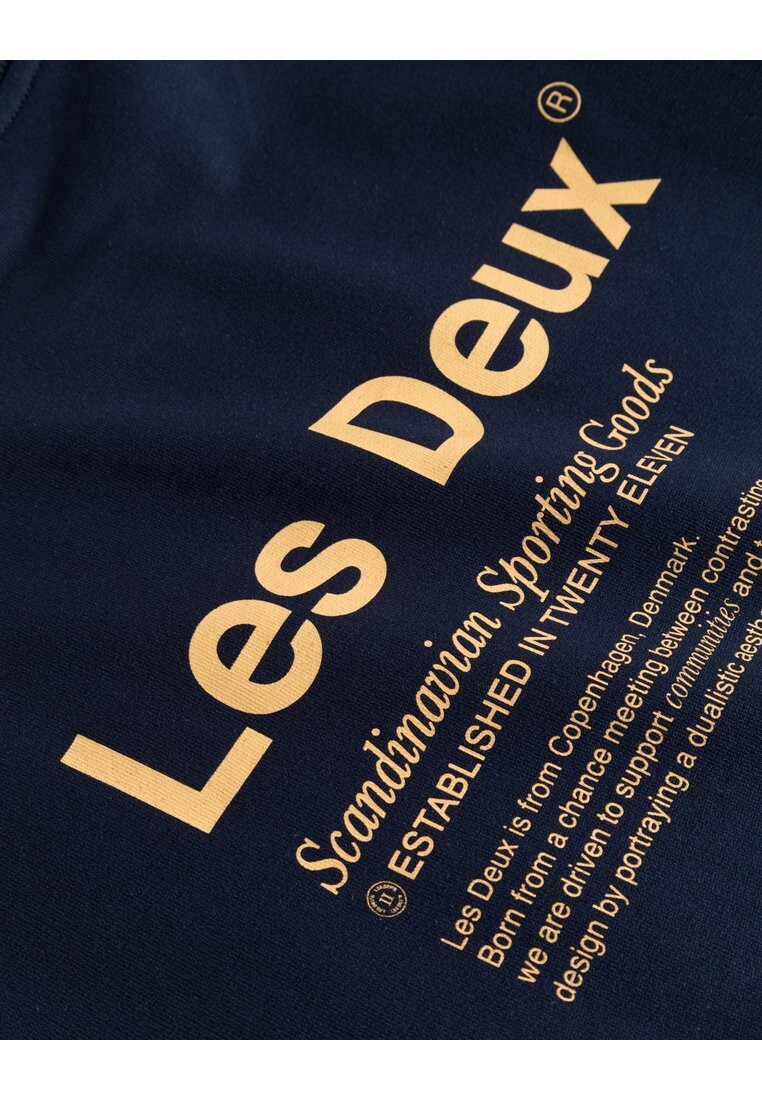 Les Deux®
Scandinavian Sporting Goods
ESTABLISHED IN TWENTY ELEVEN
Les Deux is from Copenhagen, Denmark.
Born from a chance meeting between contrasting
we are driven to support communities and
design by portraying a dualistic